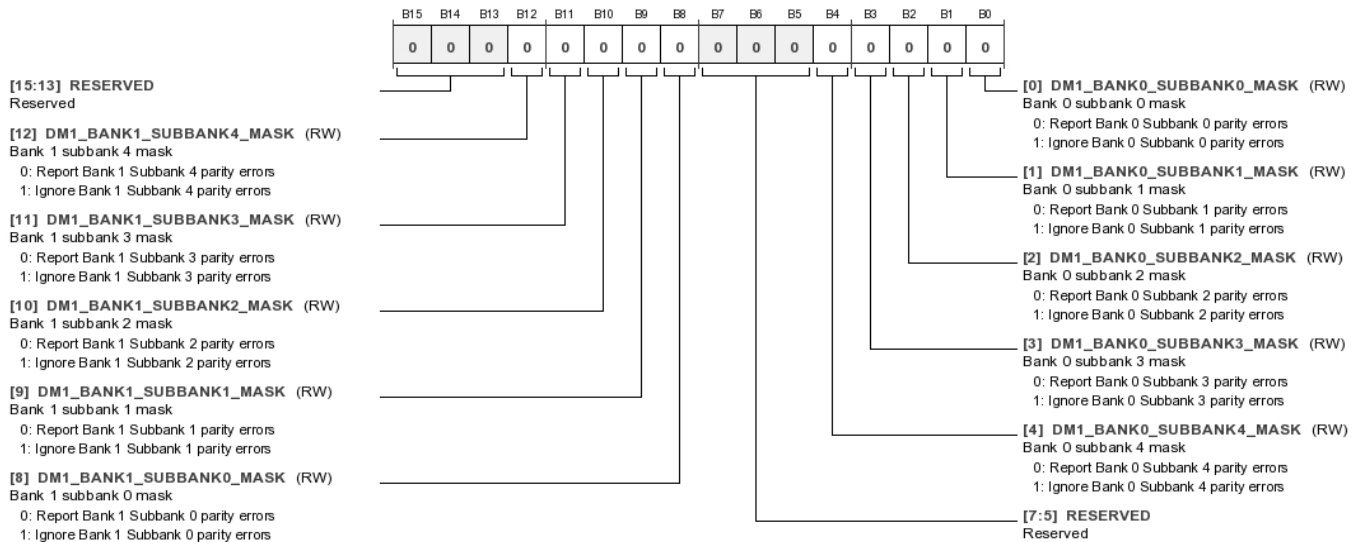 B15 B14 B13 B12 B11 B10 B9 B8 B7 B6 B5 B4 B3 B2 B1 B0
0 0 0 0 0 0 0 0 0 0 0 0 0 0 0 0
[15:13] RESERVED
Reserved
[12] DM1_BANK1_SUBBANK4_MASK (RW)
Bank 1 subbank 4 mask
0: Report Bank 1 Subbank 4 parity errors
1: Ignore Bank 1 Subbank 4 parity errors
[11] DM1_BANK1_SUBBANK3_MASK (RW)
Bank 1 subbank 3 mask
0: Report Bank 1 Subbank 3 parity errors
1: Ignore Bank 1 Subbank 3 parity errors
[10] DM1_BANK1_SUBBANK2_MASK (RW)
Bank 1 subbank 2 mask
0: Report Bank 1 Subbank 2 parity errors
1: Ignore Bank 1 Subbank 2 parity errors
[9] DM1_BANK1_SUBBANK1_MASK (RW)
Bank 1 subbank 1 mask
0: Report Bank 1 Subbank 1 parity errors
1: Ignore Bank 1 Subbank 1 parity errors
[8] DM1_BANK1_SUBBANK0_MASK (RW)
Bank 1 subbank 0 mask
0: Report Bank 1 Subbank 0 parity errors
1: Ignore Bank 1 Subbank 0 parity errors
[0] DM1_BANK0_SUBBANK0_MASK (RW)
Bank 0 subbank 0 mask
0: Report Bank 0 Subbank 0 parity errors
1: Ignore Bank 0 Subbank 0 parity errors
[1] DM1_BANK0_SUBBANK1_MASK (RW)
Bank 0 subbank 1 mask
0: Report Bank 0 Subbank 1 parity errors
1: Ignore Bank 0 Subbank 1 parity errors
[2] DM1_BANK0_SUBBANK2_MASK (RW)
Bank 0 subbank 2 mask
0: Report Bank 0 Subbank 2 parity errors
1: Ignore Bank 0 Subbank 2 parity errors
[3] DM1_BANK0_SUBBANK3_MASK (RW)
Bank 0 subbank 3 mask
0: Report Bank 0 Subbank 3 parity errors
1: Ignore Bank 0 Subbank 3 parity errors
[4] DM1_BANK0_SUBBANK4_MASK (RW)
Bank 0 subbank 4 mask
0: Report Bank 0 Subbank 4 parity errors
1: Ignore Bank 0 Subbank 4 parity errors
[7:5] RESERVED
Reserved